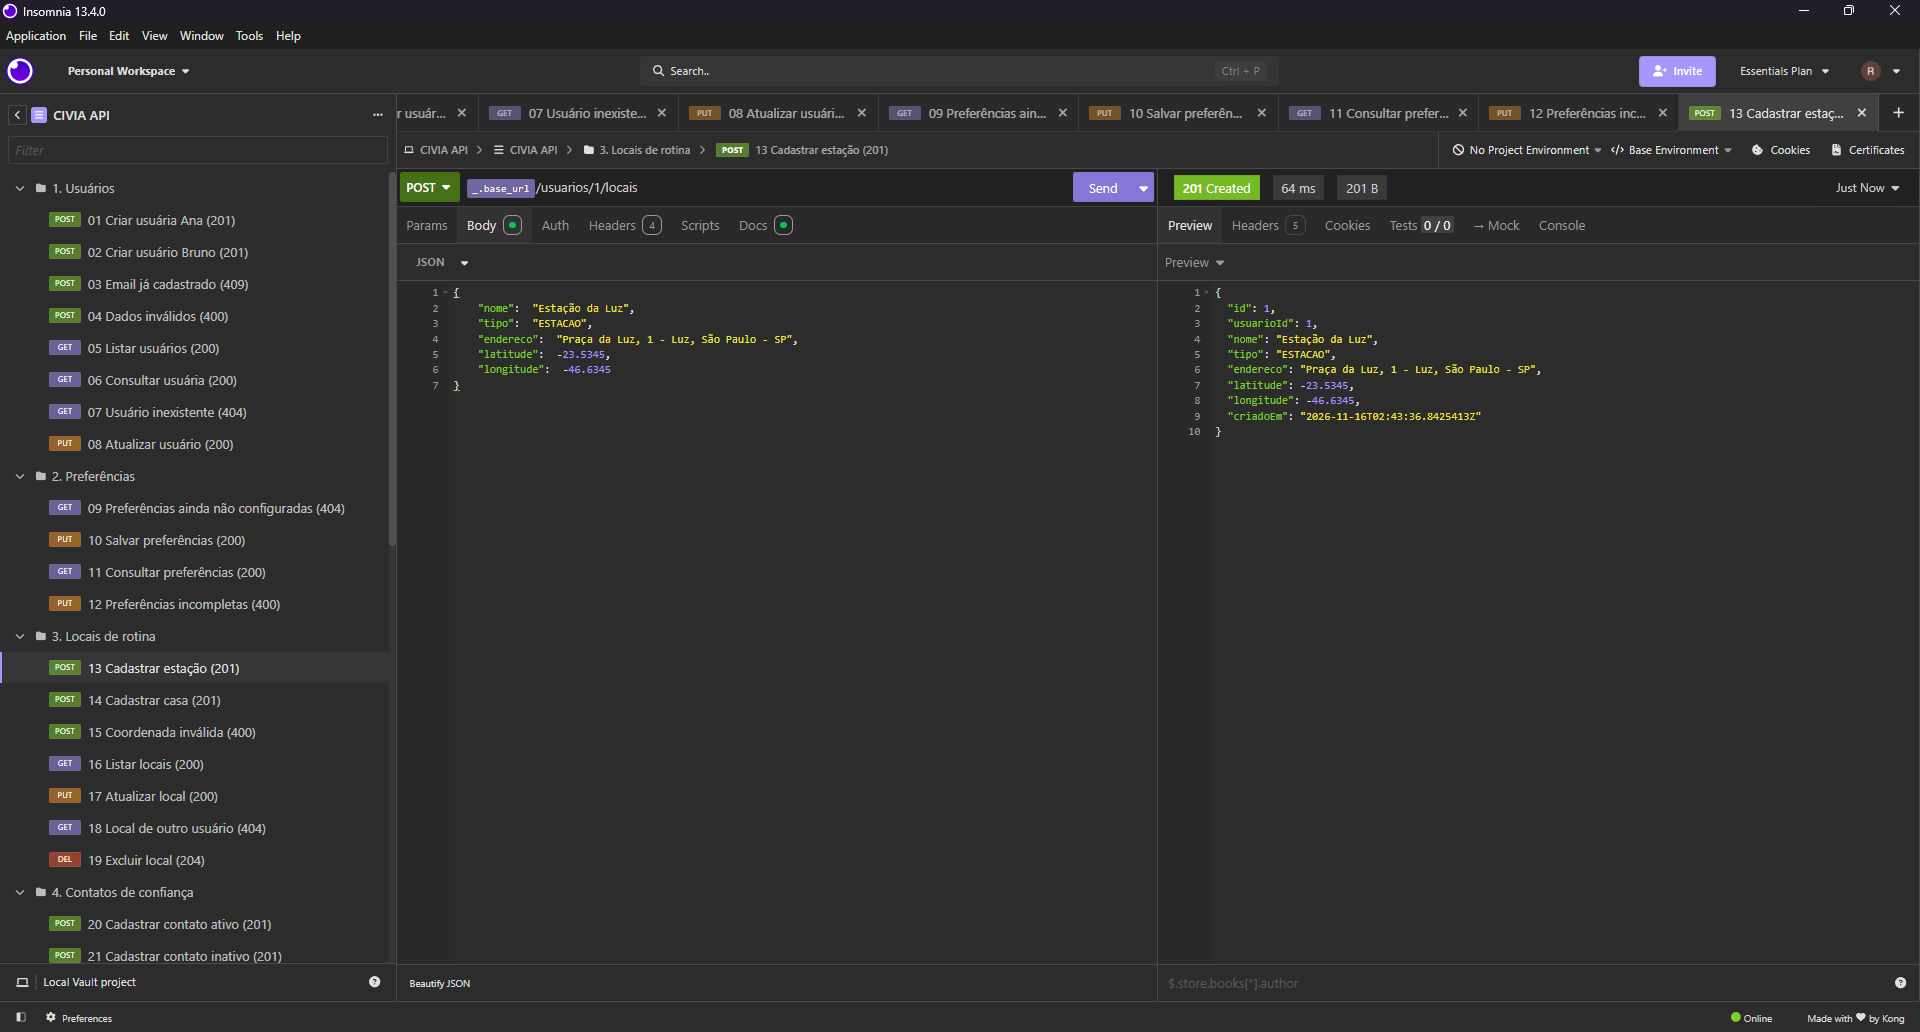 Insomnia 13.4.0
Application File Edit View Window Tools Help
Personal Workspace
Search..
Ctrl + P
Invite
Essentials Plan
R
CIVIA API
r usuár...
GET 07 Usuário inexiste...
PUT 08 Atualizar usuári...
GET 09 Preferências ain...
PUT 10 Salvar preferên...
GET 11 Consultar prefer...
PUT 12 Preferências inc...
POST 13 Cadastrar estaç...
Filter
CIVIA API
CIVIA API
3. Locais de rotina
POST 13 Cadastrar estação (201)
No Project Environment
Base Environment
Cookies
Certificates
1. Usuários
POST 01 Criar usuária Ana (201)
POST 02 Criar usuário Bruno (201)
POST 03 Email já cadastrado (409)
POST 04 Dados inválidos (400)
GET 05 Listar usuários (200)
GET 06 Consultar usuária (200)
GET 07 Usuário inexistente (404)
PUT 08 Atualizar usuário (200)
2. Preferências
GET 09 Preferências ainda não configuradas (404)
PUT 10 Salvar preferências (200)
GET 11 Consultar preferências (200)
PUT 12 Preferências incompletas (400)
3. Locais de rotina
POST 13 Cadastrar estação (201)
POST 14 Cadastrar casa (201)
POST 15 Coordenada inválida (400)
GET 16 Listar locais (200)
PUT 17 Atualizar local (200)
GET 18 Local de outro usuário (404)
DEL 19 Excluir local (204)
4. Contatos de confiança
POST 20 Cadastrar contato ativo (201)
POST 21 Cadastrar contato inativo (201)
Local Vault project
POST _.base_url/usuarios/1/locais
Send
Params Body Auth Headers 4 Scripts Docs
JSON
1 {
2 "nome": "Estação da Luz",
3 "tipo": "ESTACAO",
4 "endereco": "Praça da Luz, 1 - Luz, São Paulo - SP",
5 "latitude": -23.5345,
6 "longitude": -46.6345
7 }
Beautify JSON
201 Created 64 ms 201 B Just Now
Preview Headers 5 Cookies Tests 0 / 0 → Mock Console
Preview
1 {
2 "id": 1,
3 "usuarioId": 1,
4 "nome": "Estação da Luz",
5 "tipo": "ESTACAO",
6 "endereco": "Praça da Luz, 1 - Luz, São Paulo - SP",
7 "latitude": -23.5345,
8 "longitude": -46.6345,
9 "criadoEm": "2026-11-16T02:43:36.8425413Z"
10 }
$.store.books[*].author
Preferences
Online
Made with ♥ by Kong